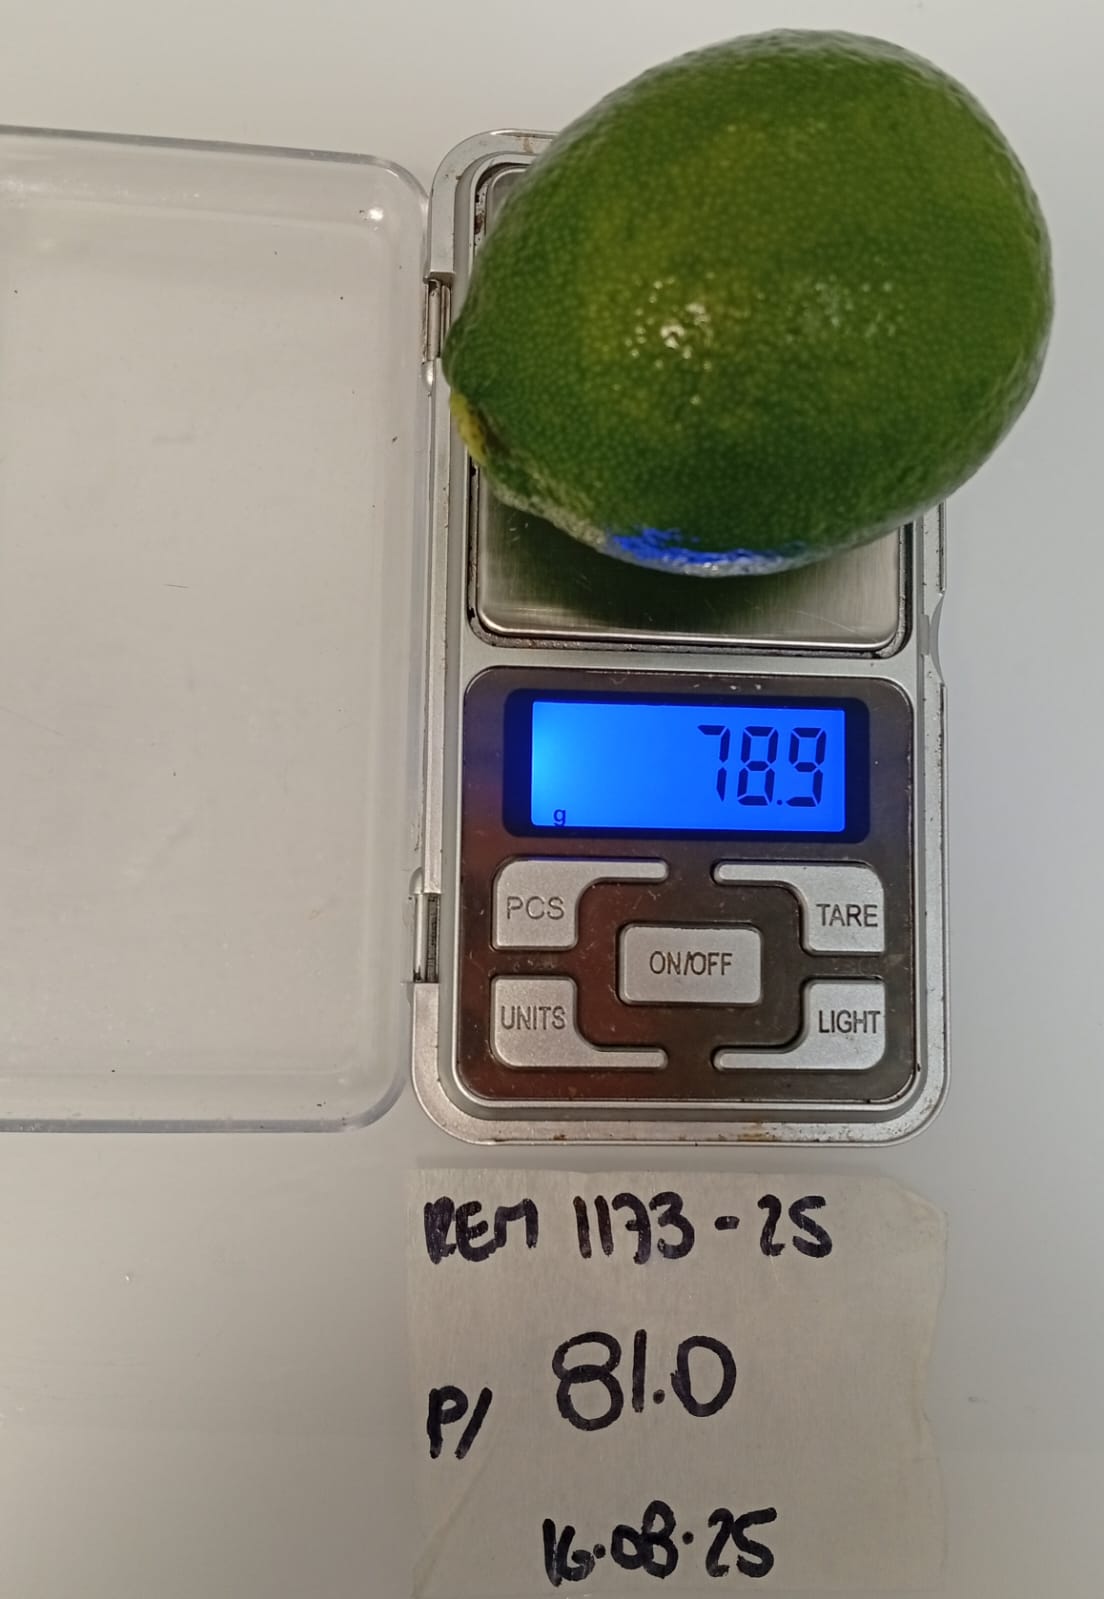 78.9
g
PCS
TARE
ON/OFF
UNITS
LIGHT
REM 1173-25
P/ 81.0
16.08.25